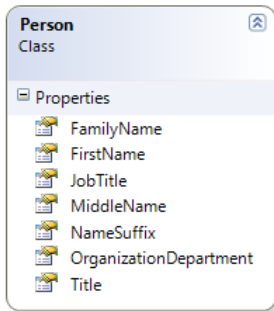 Person
Class
Properties
FamilyName
FirstName
JobTitle
MiddleName
NameSuffix
OrganizationDepartment
Title